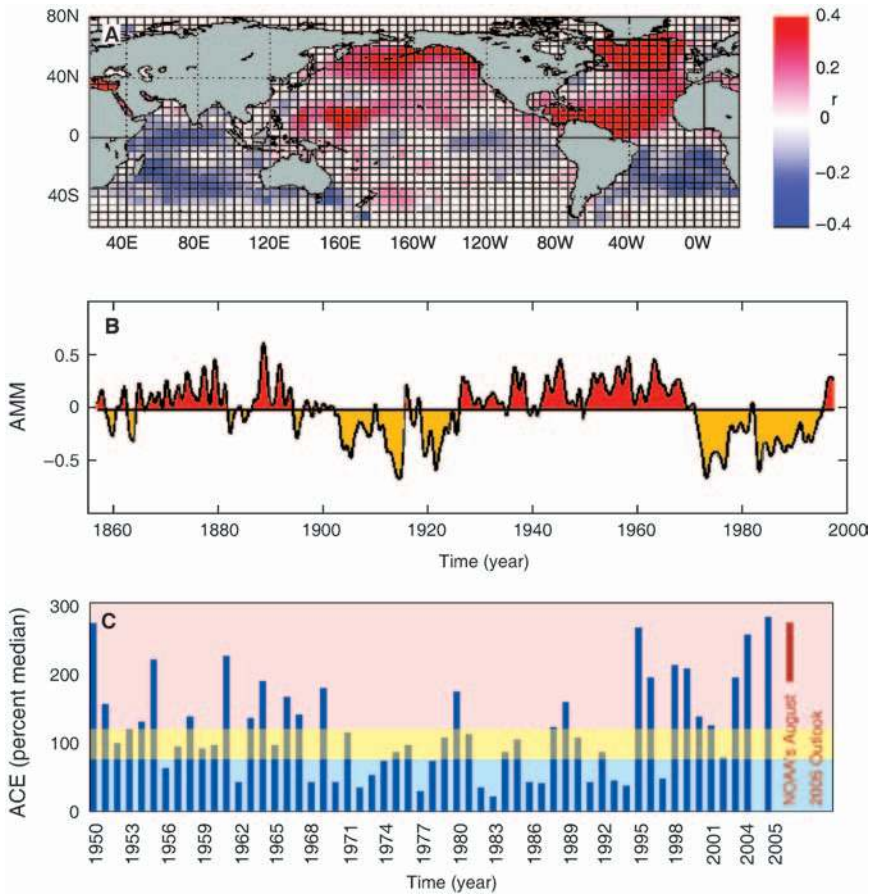 A
80N
40N
0
40S
40E
80E
120E
160E
160W
120W
80W
40W
0W
0.4
0.2
r
0
−0.2
−0.4
B
AMM
0.5
0
−0.5
1860
1880
1900
1920
1940
1960
1980
2000
Time (year)
C
ACE (percent median)
300
200
100
0
NOAA's August
2005 Outlook
1950
1953
1956
1959
1962
1965
1968
1971
1974
1977
1980
1983
1986
1989
1992
1995
1998
2001
2004
2005
Time (year)